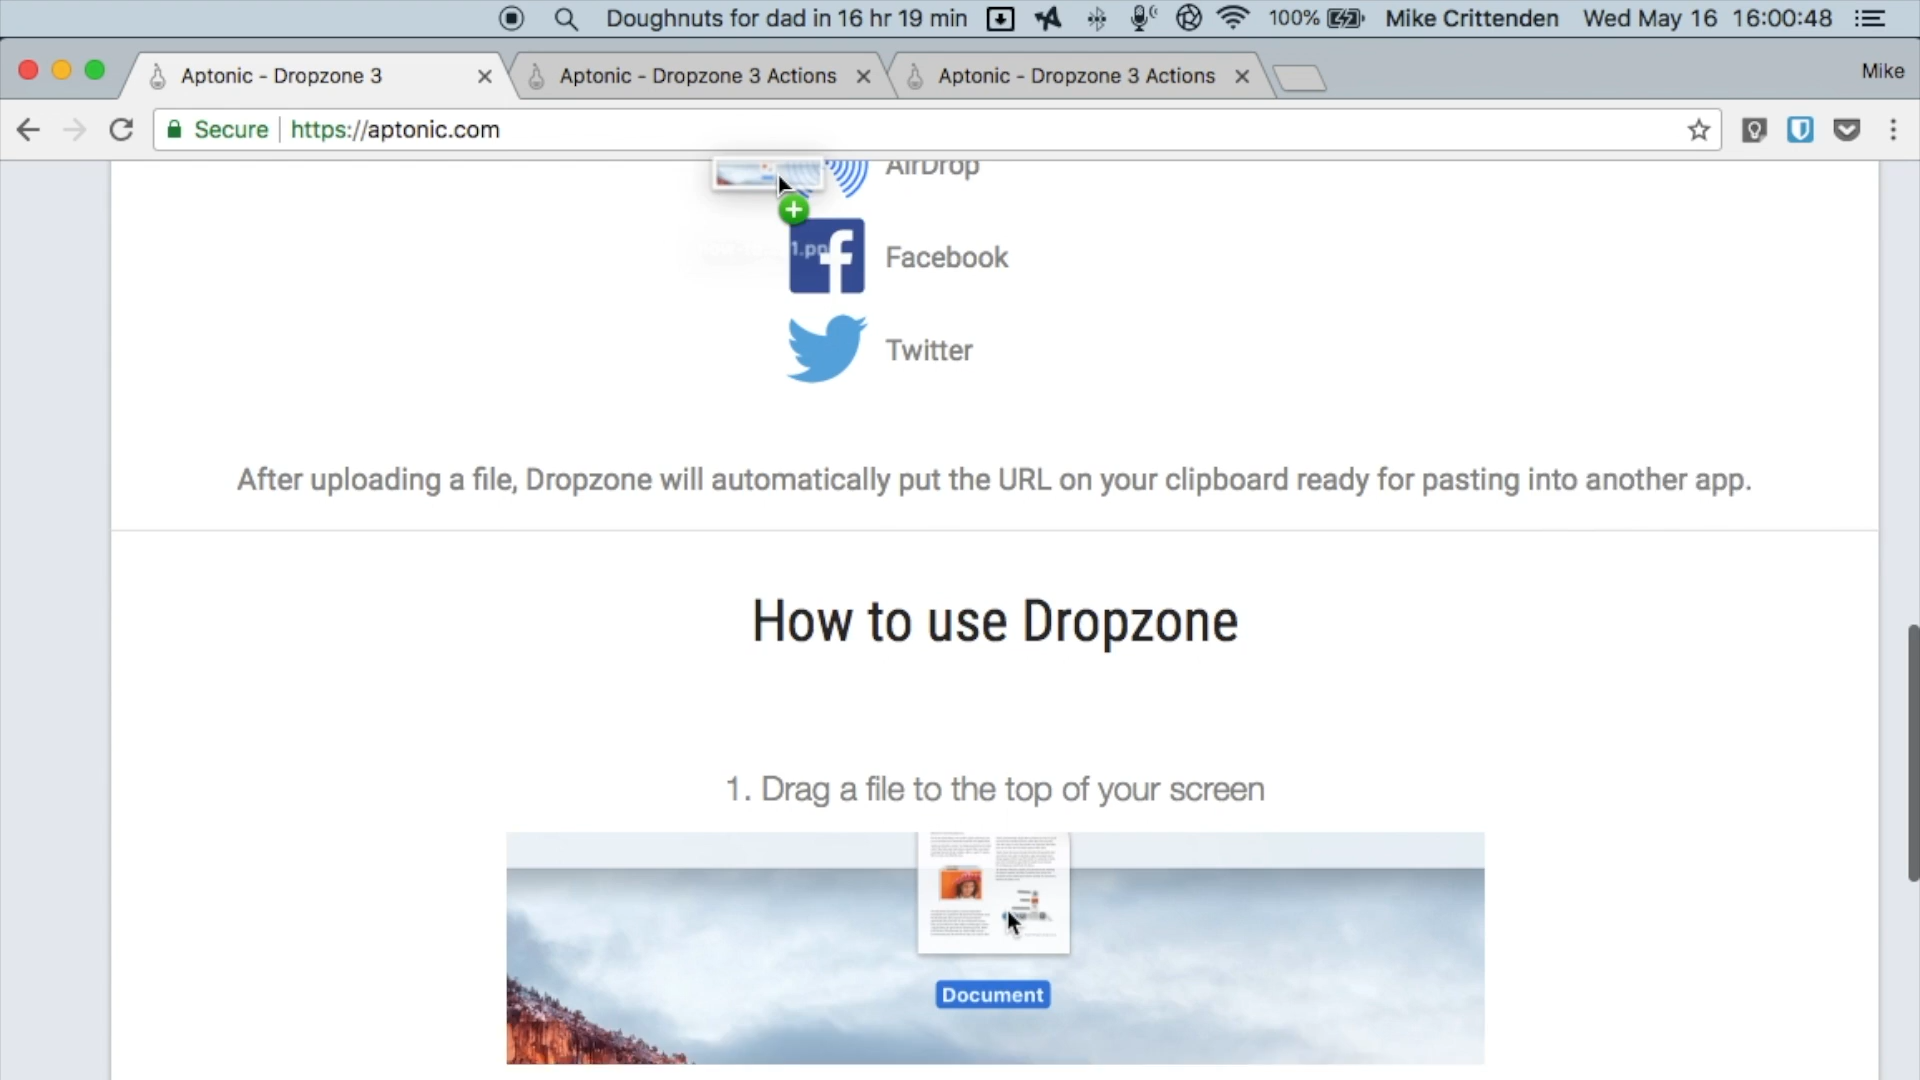 Doughnuts for dad in 16 hr 19 min 100% Mike Crittenden Wed May 16 16:00:48
Aptonic - Dropzone 3 Aptonic - Dropzone 3 Actions Aptonic - Dropzone 3 Actions Mike
Secure https://aptonic.com
AirDrop
Facebook
Twitter
After uploading a file, Dropzone will automatically put the URL on your clipboard ready for pasting into another app.
How to use Dropzone
1. Drag a file to the top of your screen
Document